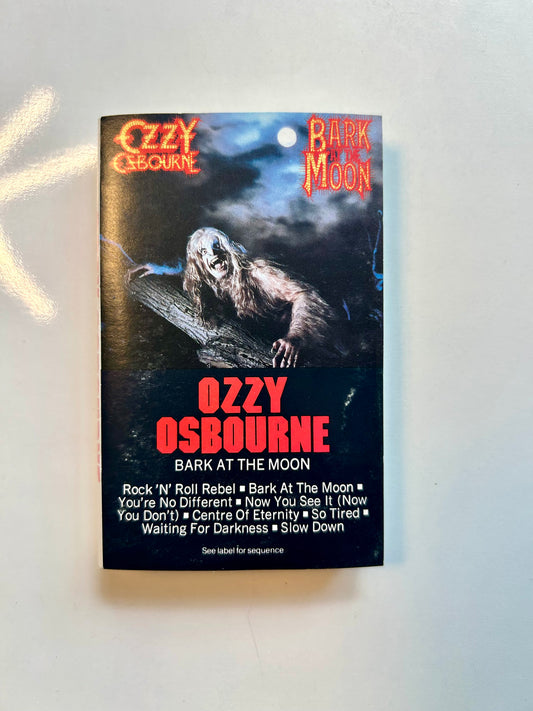 OZZY
OSBOURNE
BARK
AT THE
MOON
OZZY
OSBOURNE
BARK AT THE MOON
Rock 'N' Roll Rebel ■ Bark At The Moon ■
You're No Different ■ Now You See It (Now
You Don't) ■ Centre Of Eternity ■ So Tired ■
Waiting For Darkness ■ Slow Down
See label for sequence